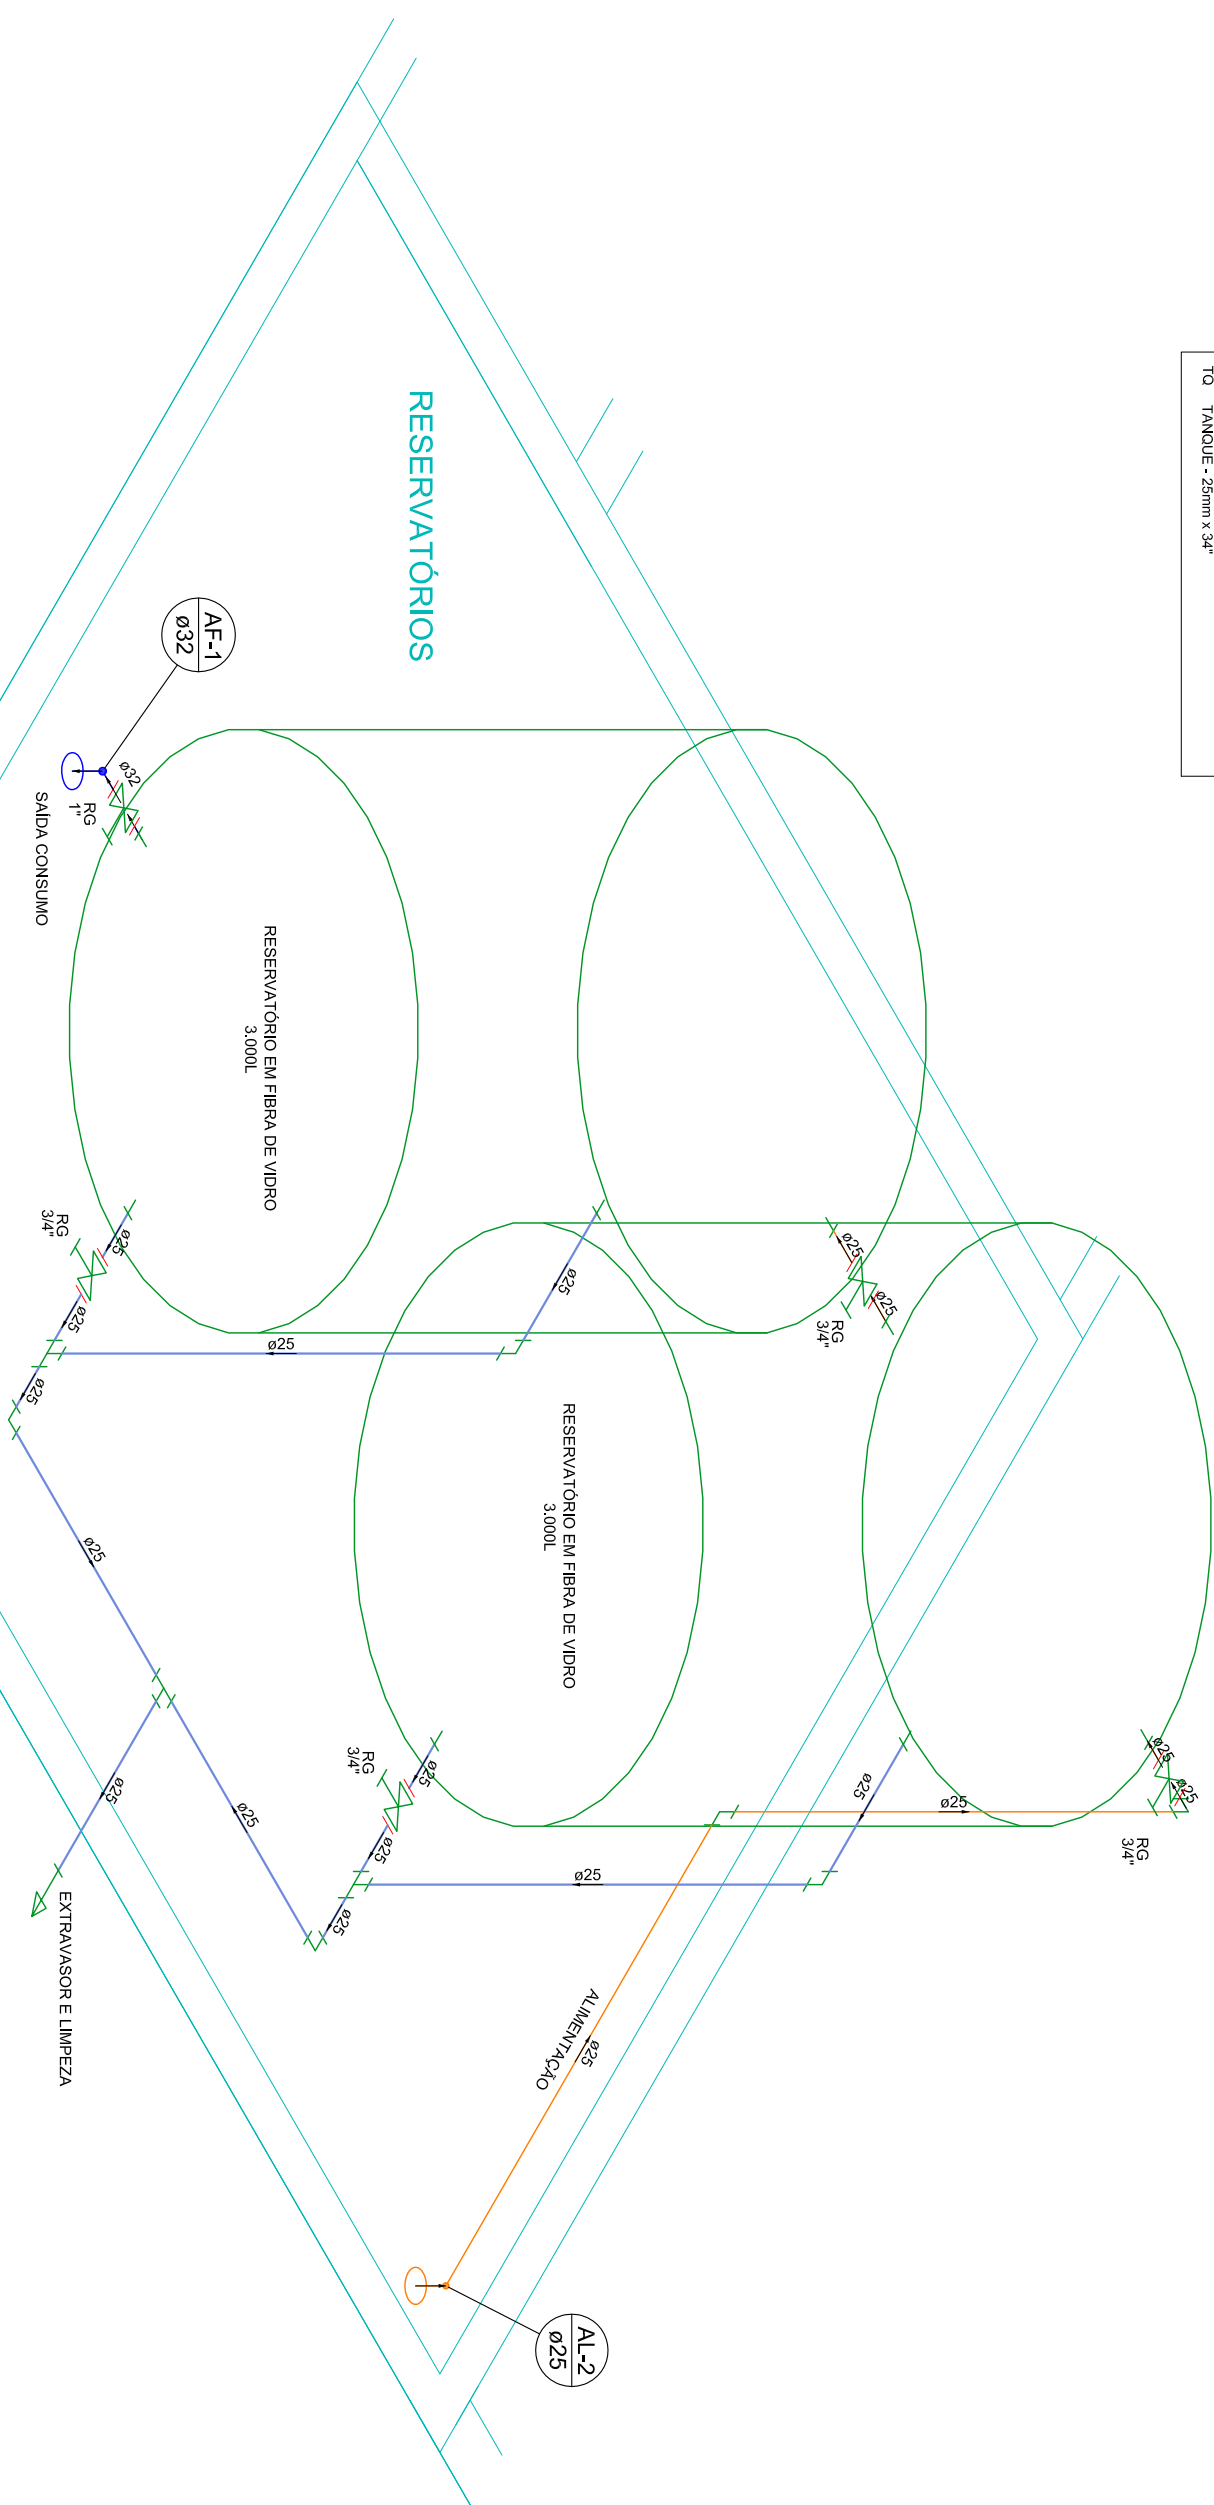 TQ TANQUE - 25mm x 34"
RESERVATÓRIOS
AF-1
ø32
ø32
RG
1"
SAÍDA CONSUMO
RESERVATÓRIO EM FIBRA DE VIDRO
3.000L
ø25
ø25
RG
3/4"
ø25
RG
3/4"
ø25
ø25
ø25
ø25
RESERVATÓRIO EM FIBRA DE VIDRO
3.000L
ø25
ø25
ø25
RG
3/4"
ø25
ø25
ø25
RG
3/4"
ø25
ø25
ø25
ø25
ø25
ø25
EXTRAVASOR E LIMPEZA
ALIMENTAÇÃO
ø25
AL-2
ø25